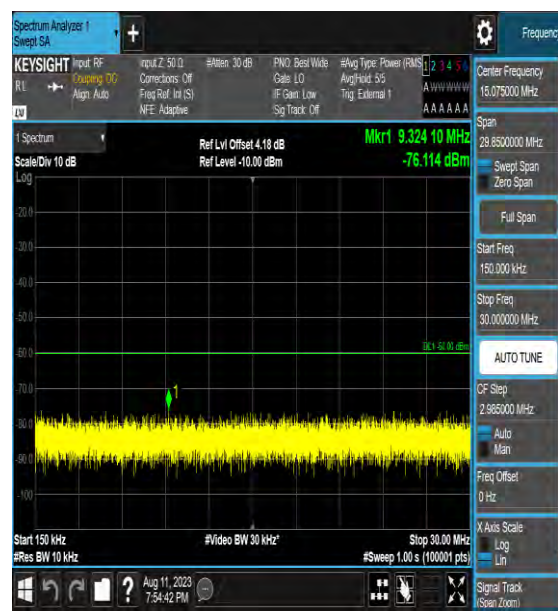 Spectrum Analyzer 1
Swept SA
+
Frequenc
KEYSIGHT
Input: RF
Coupling: DC
Align: Auto
Input Z: 50 Ω
Corrections: Off
Freq Ref: Int (S)
NFE: Adaptive
#Atten: 30 dB
PNO: Best Wide
Gate: LO
IF Gain: Low
Sig Track: Off
#Avg Type: Power (RMS
Avg|Hold: 5/5
Trig: External 1
1 2 3 4 5 6
A W W W W W
A A A A A A
RL
LXI
1 Spectrum
Scale/Div 10 dB
Log
Ref Lvl Offset 4.18 dB
Ref Level -10.00 dBm
Mkr1 9.324 10 MHz
-76.114 dBm
-20.0
-30.0
-40.0
-50.0
-60.0
-70.0
-80.0
-90.0
-100
DL1 -60.00 dBm
1
Start 150 kHz
#Res BW 10 kHz
#Video BW 30 kHz*
Stop 30.00 MHz
#Sweep 1.00 s (100001 pts)
Center Frequency
15.075000 MHz
Span
29.8500000 MHz
Swept Span
Zero Span
Full Span
Start Freq
150.000 kHz
Stop Freq
30.000000 MHz
AUTO TUNE
CF Step
2.985000 MHz
Auto
Man
Freq Offset
0 Hz
X Axis Scale
Log
Lin
Signal Track
(Span Zoom)
?
Aug 11, 2023
7:54:42 PM